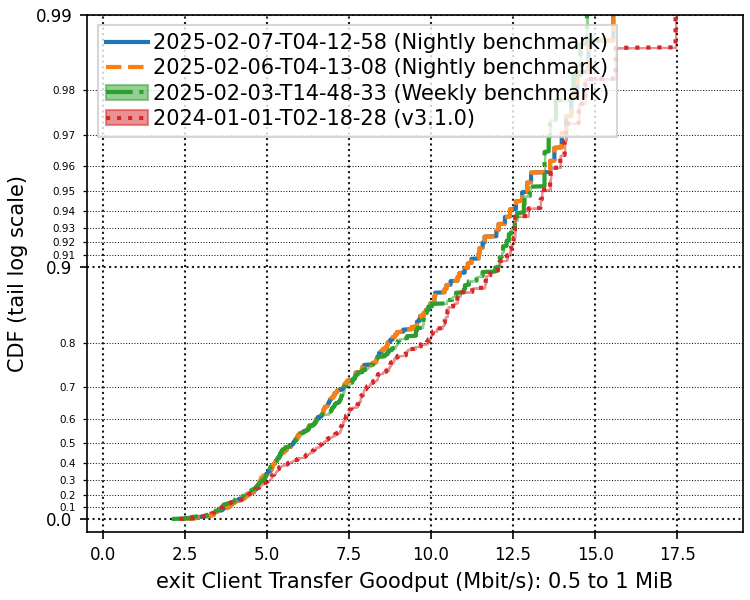 0.99
2025-02-07-T04-12-58 (Nightly benchmark)
2025-02-06-T04-13-08 (Nightly benchmark)
2025-02-03-T14-48-33 (Weekly benchmark)
2024-01-01-T02-18-28 (v3.1.0)
0.98
0.97
0.96
0.95
0.94
0.93
0.92
0.91
0.9
0.8
0.7
0.6
0.5
0.4
0.3
0.2
0.1
0.0
CDF (tail log scale)
0.0 2.5 5.0 7.5 10.0 12.5 15.0 17.5
exit Client Transfer Goodput (Mbit/s): 0.5 to 1 MiB